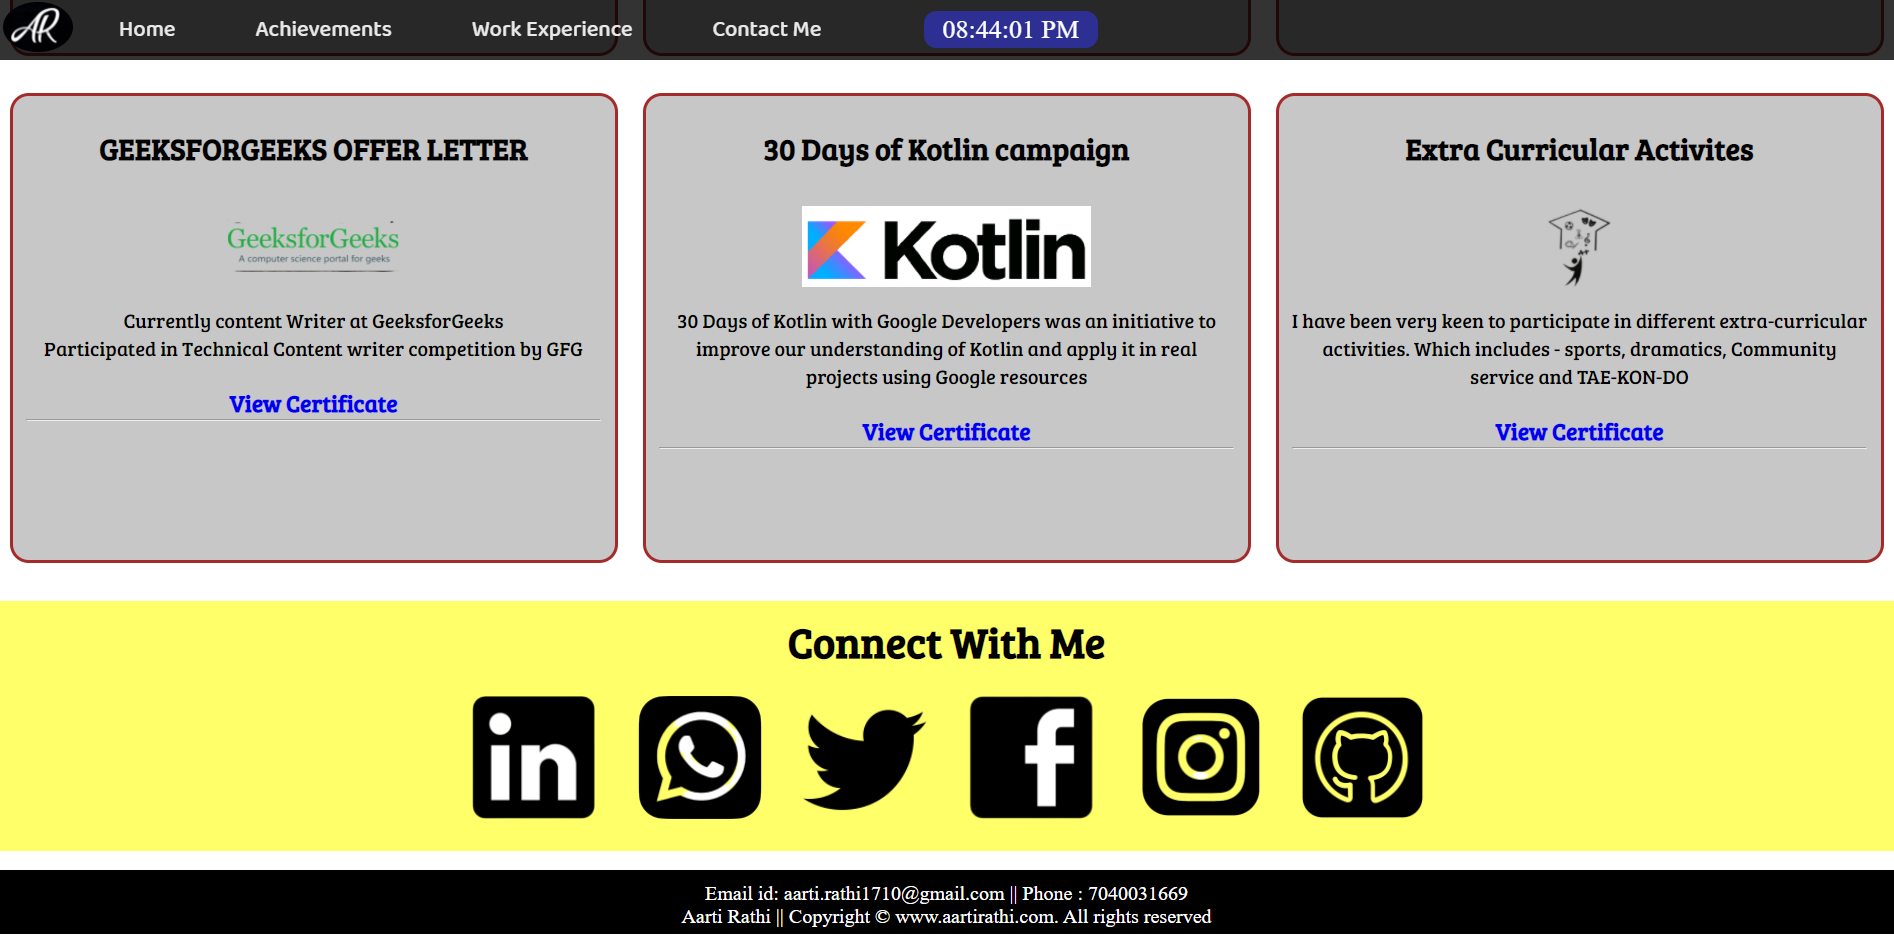 AR Home Achievements Work Experience Contact Me 08:44:01 PM
GEEKSFORGEEKS OFFER LETTER
GeeksforGeeks
A computer science portal for geeks
Currently content Writer at GeeksforGeeks
Participated in Technical Content writer competition by GFG
View Certificate
30 Days of Kotlin campaign
Kotlin
30 Days of Kotlin with Google Developers was an initiative to
improve our understanding of Kotlin and apply it in real
projects using Google resources
View Certificate
Extra Curricular Activites
A+
I have been very keen to participate in different extra-curricular
activities. Which includes - sports, dramatics, Community
service and TAE-KON-DO
View Certificate
Connect With Me
in
f
Email id: aarti.rathi1710@gmail.com || Phone : 7040031669
Aarti Rathi || Copyright © www.aartirathi.com. All rights reserved